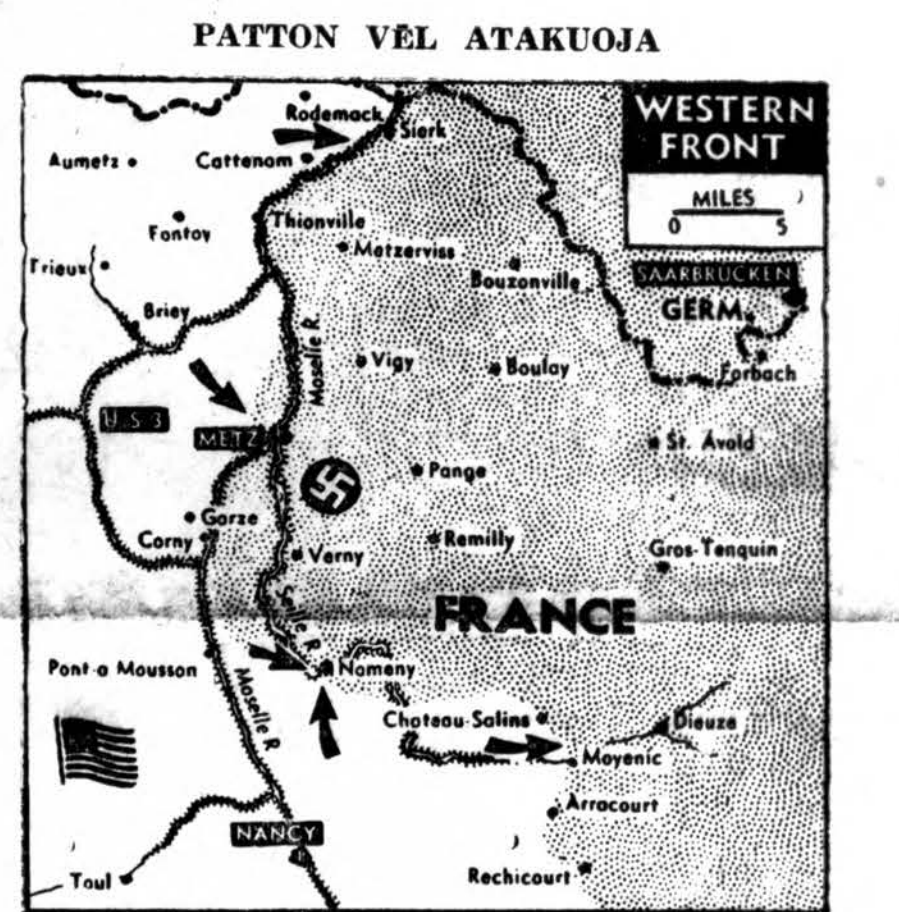 PATTON VĖL ATAKUOJA
WESTERN
FRONT
MILES
0 5
Rodemack
Sierk
Aumetz
Cattenom
Thionville
Fontoy
Matzerviss
Trieux
Bouzonville
SAARBRUCKEN
GERM.
Briey
Moselle R.
Vigy
Boulay
Forbach
U.S 3
METZ
St. Avold
Pange
Gorze
Corny
Verny
Remilly
Gros-Tenquin
Seille R
FRANCE
Pont-a Mousson
Moselle R
Nomeny
Chateau-Salins
Dieuze
Moyenic
Arracourt
NANCY
Toul
Rechicourt